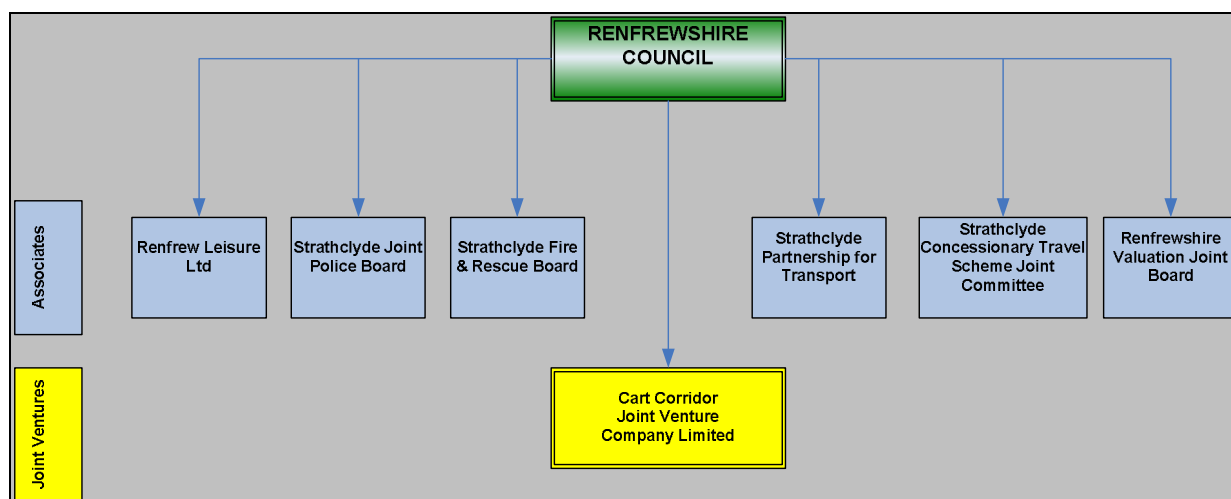 RENFREWSHIRE
COUNCIL
Associates
Renfrew Leisure
Ltd
Strathclyde Joint
Police Board
Strathclyde Fire
& Rescue Board
Strathclyde
Partnership for
Transport
Strathclyde
Concessionary Travel
Scheme Joint
Committee
Renfrewshire
Valuation Joint
Board
Joint Ventures
Cart Corridor
Joint Venture
Company Limited